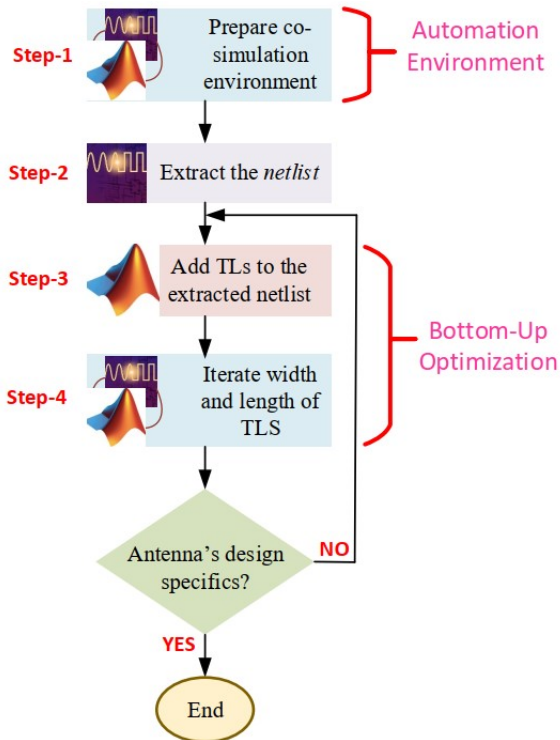 Step-1
Prepare co-
simulation
environment
Automation
Environment
Step-2
Extract the netlist
Step-3
Add TLs to the
extracted netlist
Bottom-Up
Optimization
Step-4
Iterate width
and length of
TLS
Antenna's design
specifics?
NO
YES
End